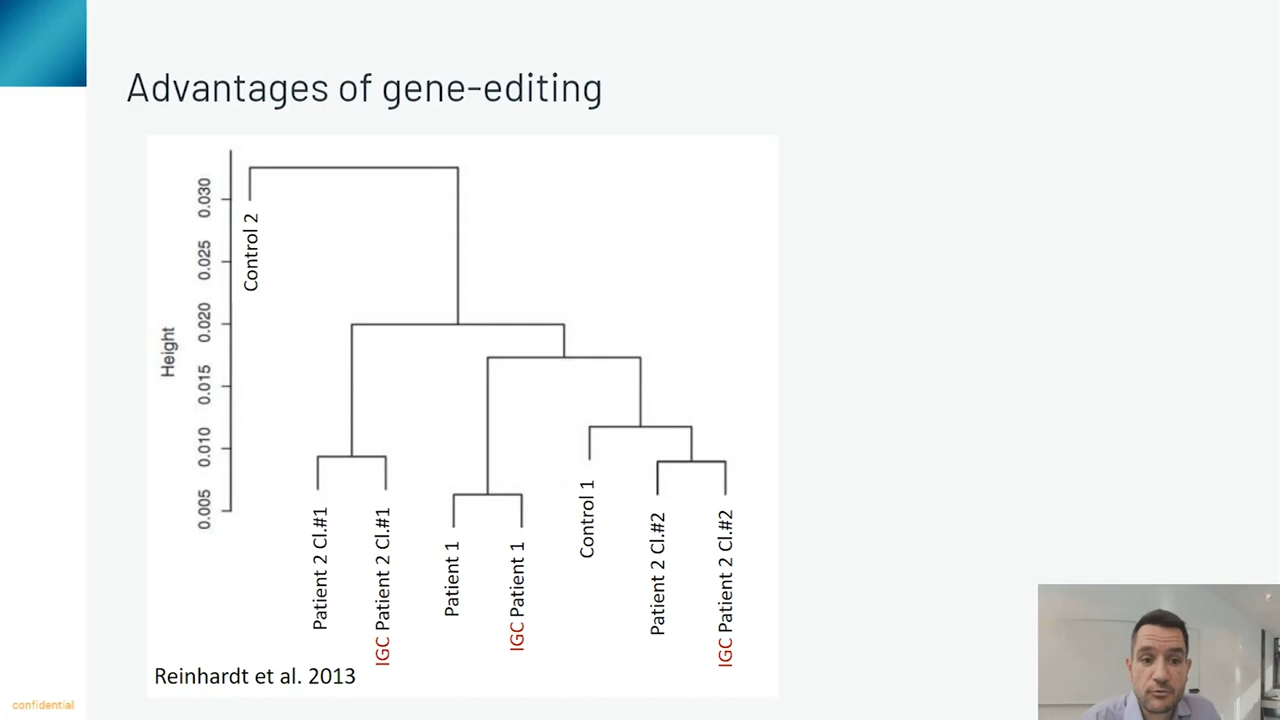 Advantages of gene-editing
Height
0.030
0.025
0.020
0.015
0.010
0.005
Control 2
Patient 2 Cl.#1
IGC Patient 2 Cl.#1
Patient 1
IGC Patient 1
Control 1
Patient 2 Cl.#2
IGC Patient 2 Cl.#2
Reinhardt et al. 2013
confidential